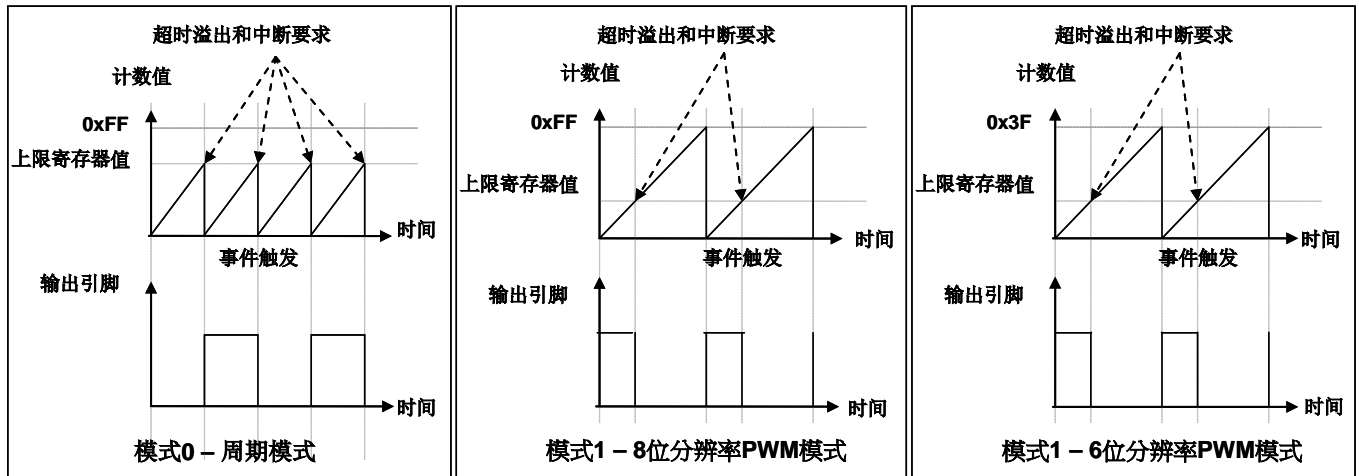 超时溢出和中断要求
计数值
0xFF
上限寄存器值
时间
事件触发
输出引脚
时间
模式0 – 周期模式
超时溢出和中断要求
计数值
0xFF
上限寄存器值
时间
事件触发
输出引脚
时间
模式1 – 8位分辨率PWM模式
超时溢出和中断要求
计数值
0x3F
上限寄存器值
时间
事件触发
输出引脚
时间
模式1 – 6位分辨率PWM模式